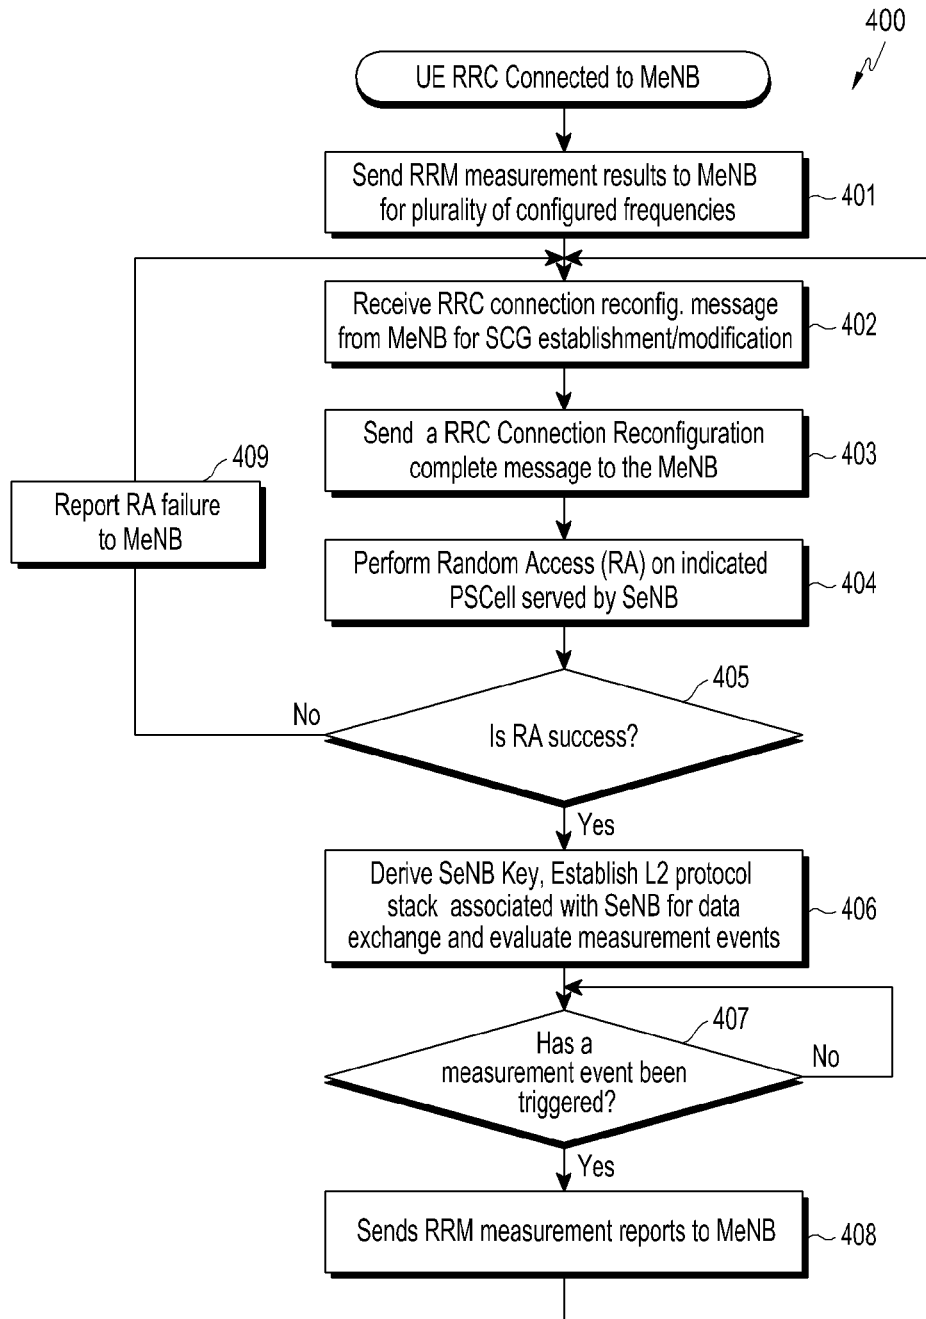 400
UE RRC Connected to MeNB
Send RRM measurement results to MeNB
for plurality of configured frequencies
401
Receive RRC connection reconfig. message
from MeNB for SCG establishment/modification
402
Send a RRC Connection Reconfiguration
complete message to the MeNB
403
409
Report RA failure
to MeNB
Perform Random Access (RA) on indicated
PSCell served by SeNB
404
405
No
Is RA success?
Yes
Derive SeNB Key, Establish L2 protocol
stack associated with SeNB for data
exchange and evaluate measurement events
406
407
Has a
measurement event been
triggered?
No
Yes
Sends RRM measurement reports to MeNB
408